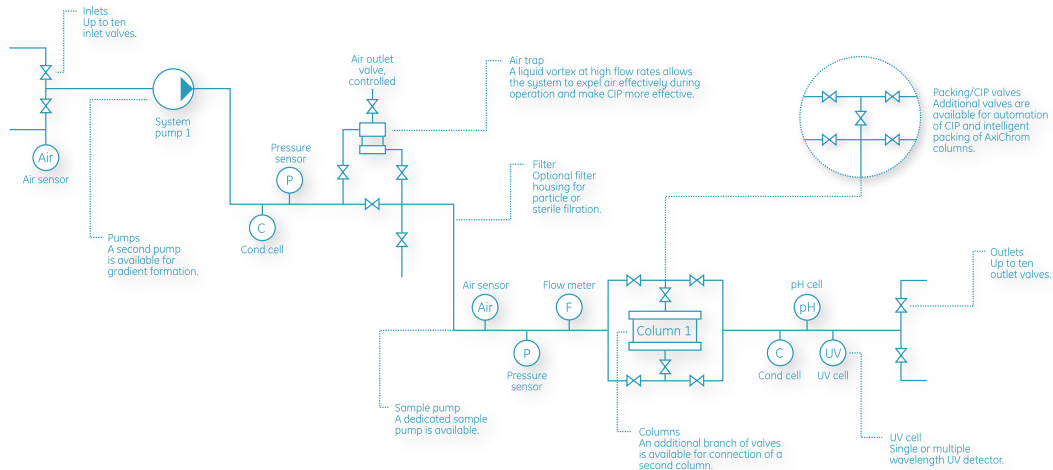 Inlets
Up to ten
inlet valves.
Air
Air sensor
System
pump 1
Pumps
A second pump
is available for
gradient formation.
Pressure
sensor
P
C
Cond cell
Air outlet
valve,
controlled
Air trap
A liquid vortex at high flow rates allows
the system to expel air effectively during
operation and make CIP more effective.
Filter
Optional filter
housing for
particle or
sterile filration.
Packing/CIP valves
Additional valves are
available for automation
of CIP and intelligent
packing of AxiChrom
columns.
Air sensor
Air
Flow meter
F
P
Pressure
sensor
Sample pump
A dedicated sample
pump is available.
Column 1
Columns
An additional branch of valves
is available for connection of a
second column.
pH cell
pH
C
Cond cell
UV
UV cell
Outlets
Up to ten
outlet valves.
UV cell
Single or multiple
wavelength UV detector.